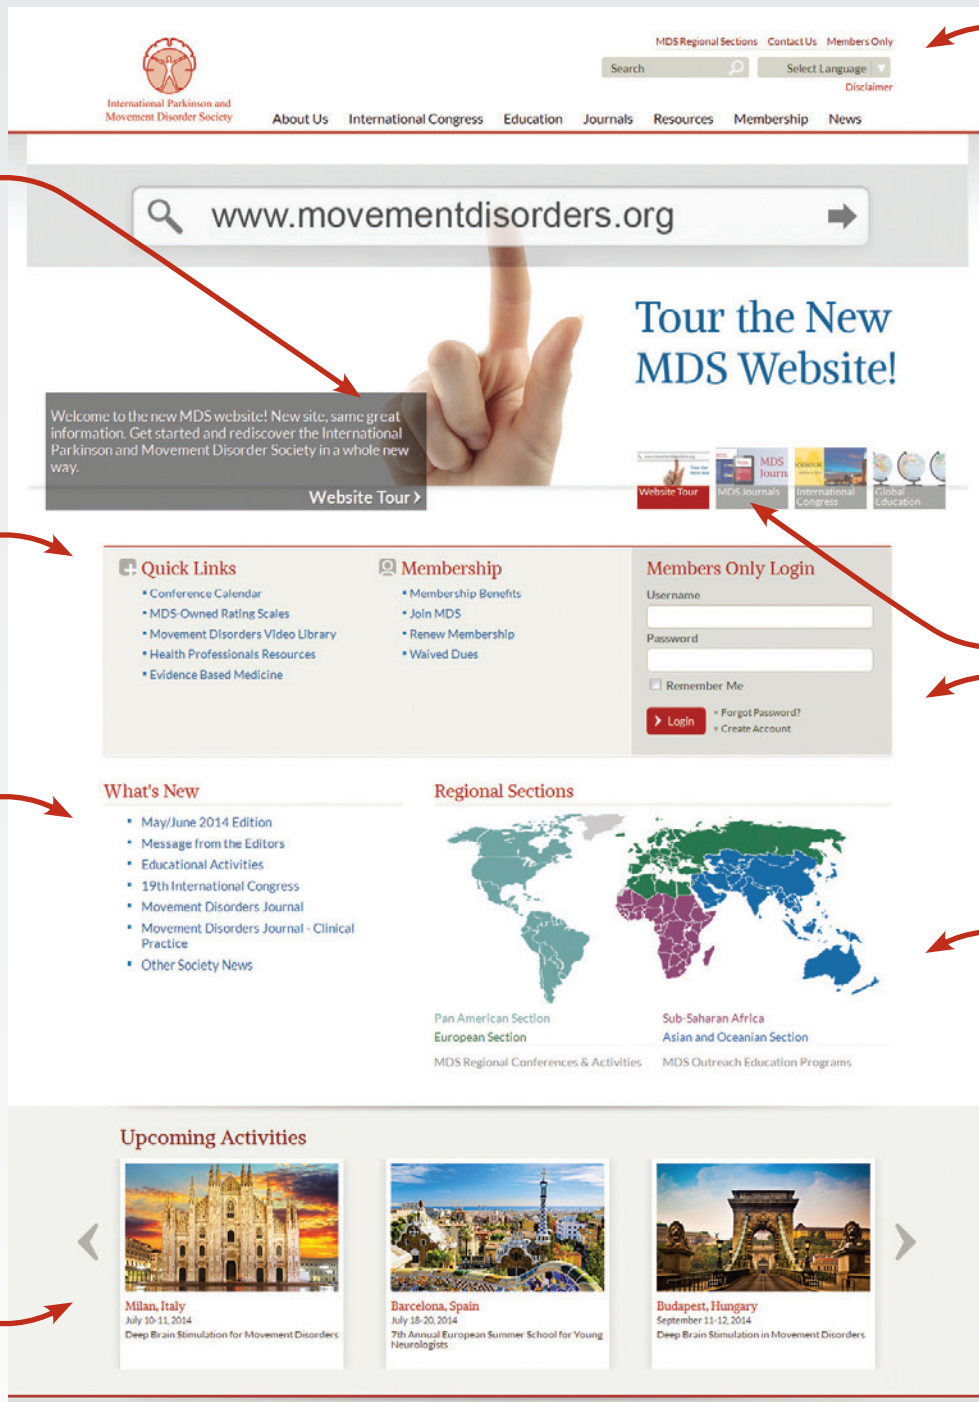 MDS Regional Sections Contact Us Members Only
Search
Select Language
Disclaimer
International Parkinson and
Movement Disorder Society
About Us International Congress Education Journals Resources Membership News
www.movementdisorders.org
Tour the New
MDS Website!
Welcome to the new MDS website! New site, same great
information. Get started and rediscover the International
Parkinson and Movement Disorder Society in a whole new
way.
Website Tour
Website Tour
MDS
Journ
MDS Journals
International
Congress
Global
Education
Quick Links
Conference Calendar
MDS-Owned Rating Scales
Movement Disorders Video Library
Health Professionals Resources
Evidence Based Medicine
Membership
Membership Benefits
Join MDS
Renew Membership
Waived Dues
Members Only Login
Username
Password
Remember Me
Login
Forgot Password?
Create Account
What's New
May/June 2014 Edition
Message from the Editors
Educational Activities
19th International Congress
Movement Disorders Journal
Movement Disorders Journal - Clinical
Practice
Other Society News
Regional Sections
Pan American Section
Sub-Saharan Africa
European Section
Asian and Oceanian Section
MDS Regional Conferences & Activities
MDS Outreach Education Programs
Upcoming Activities
Milan, Italy
July 10-11, 2014
Deep Brain Stimulation for Movement Disorders
Barcelona, Spain
July 18-20, 2014
7th Annual European Summer School for Young
Neurologists
Budapest, Hungary
September 11-12, 2014
Deep Brain Stimulation in Movement Disorders